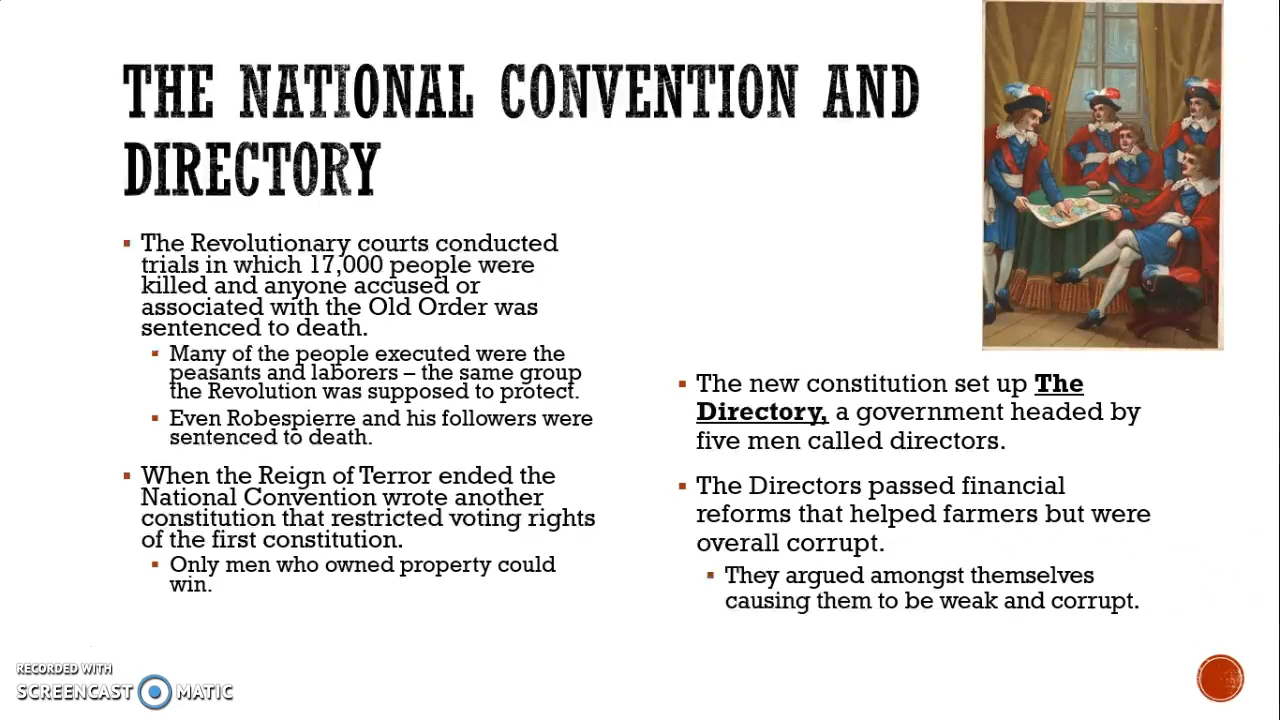 THE NATIONAL CONVENTION AND
DIRECTORY
▪ The Revolutionary courts conducted
trials in which 17,000 people were
killed and anyone accused or
associated with the Old Order was
sentenced to death.
▪ Many of the people executed were the
peasants and laborers – the same group
the Revolution was supposed to protect.
▪ Even Robespierre and his followers were
sentenced to death.
▪ When the Reign of Terror ended the
National Convention wrote another
constitution that restricted voting rights
of the first constitution.
▪ Only men who owned property could
win.
▪ The new constitution set up The
Directory, a government headed by
five men called directors.
▪ The Directors passed financial
reforms that helped farmers but were
overall corrupt.
▪ They argued amongst themselves
causing them to be weak and corrupt.
RECORDED WITH
SCREENCAST MATIC